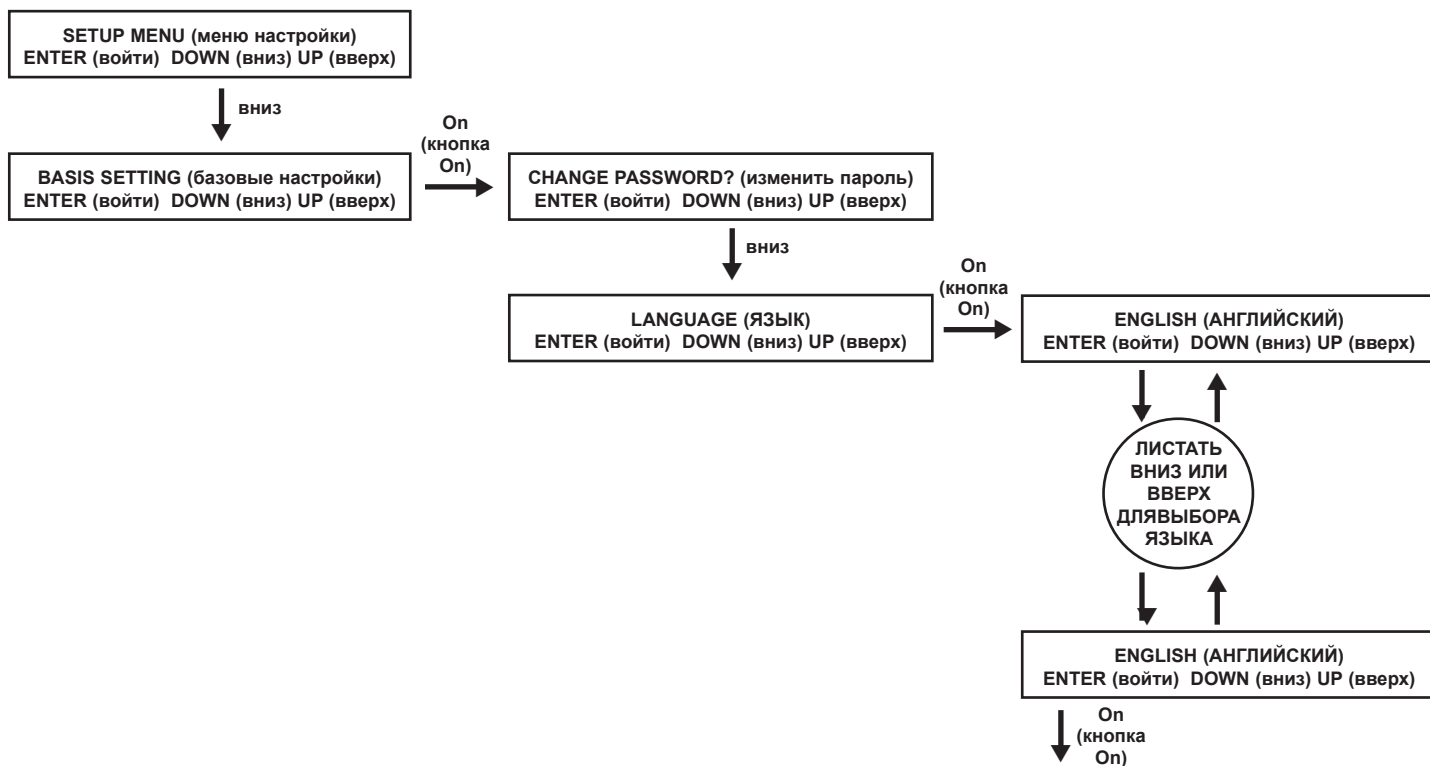 SETUP MENU (меню настройки)
ENTER (войти) DOWN (вниз) UP (вверх)
вниз
BASIS SETTING (базовые настройки)
ENTER (войти) DOWN (вниз) UP (вверх)
On
(кнопка
On)
CHANGE PASSWORD? (изменить пароль)
ENTER (войти) DOWN (вниз) UP (вверх)
вниз
LANGUAGE (ЯЗЫК)
ENTER (войти) DOWN (вниз) UP (вверх)
On
(кнопка
On)
ENGLISH (АНГЛИЙСКИЙ)
ENTER (войти) DOWN (вниз) UP (вверх)
ЛИСТАТЬ
ВНИЗ ИЛИ
ВВЕРХ
ДЛЯВЫБОРА
ЯЗЫКА
ENGLISH (АНГЛИЙСКИЙ)
ENTER (войти) DOWN (вниз) UP (вверх)
On
(кнопка
On)